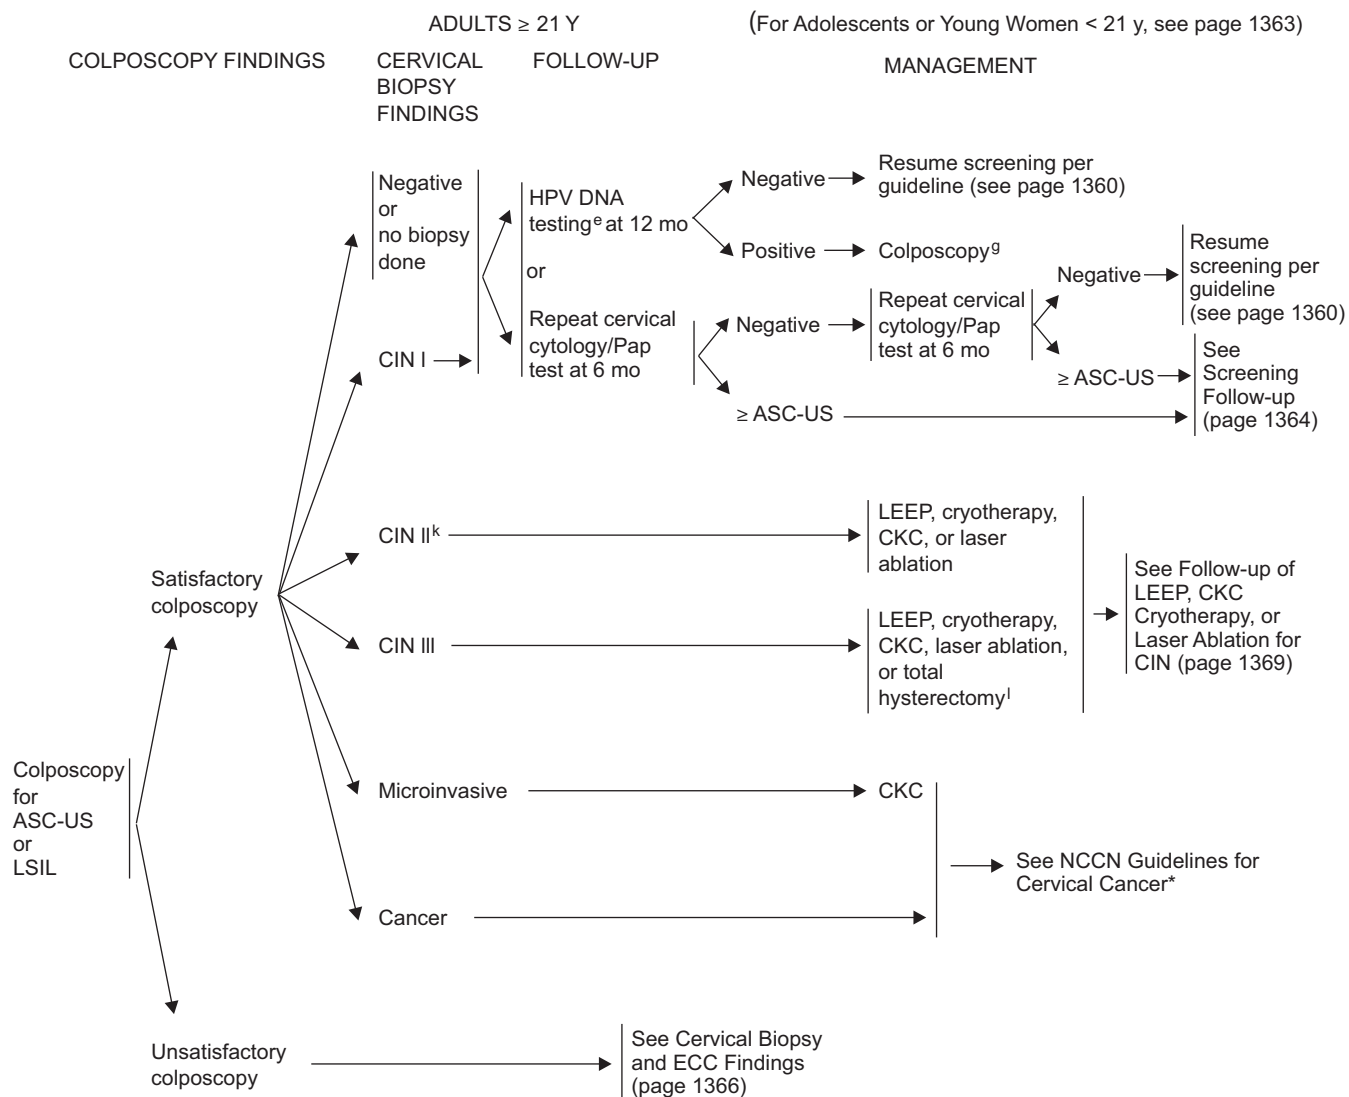 ADULTS ≥ 21 Y
(For Adolescents or Young Women < 21 y, see page 1363)
COLPOSCOPY FINDINGS
CERVICAL
BIOPSY
FINDINGS
FOLLOW-UP
MANAGEMENT
Negative
or
no biopsy
done
CIN I
HPV DNA
testingᵉ at 12 mo
or
Repeat cervical
cytology/Pap
test at 6 mo
Negative
Resume screening per
guideline (see page 1360)
Positive
Colposcopyᵍ
Negative
Repeat cervical
cytology/Pap
test at 6 mo
Negative
Resume
screening per
guideline
(see page 1360)
≥ ASC-US
See
Screening
Follow-up
(page 1364)
≥ ASC-US
Satisfactory
colposcopy
CIN IIᵏ
LEEP, cryotherapy,
CKC, or laser
ablation
CIN III
LEEP, cryotherapy,
CKC, laser ablation,
or total
hysterectomyˡ
See Follow-up of
LEEP, CKC
Cryotherapy, or
Laser Ablation for
CIN (page 1369)
Colposcopy
for
ASC-US
or
LSIL
Microinvasive
CKC
Cancer
See NCCN Guidelines for
Cervical Cancer*
Unsatisfactory
colposcopy
See Cervical Biopsy
and ECC Findings
(page 1366)